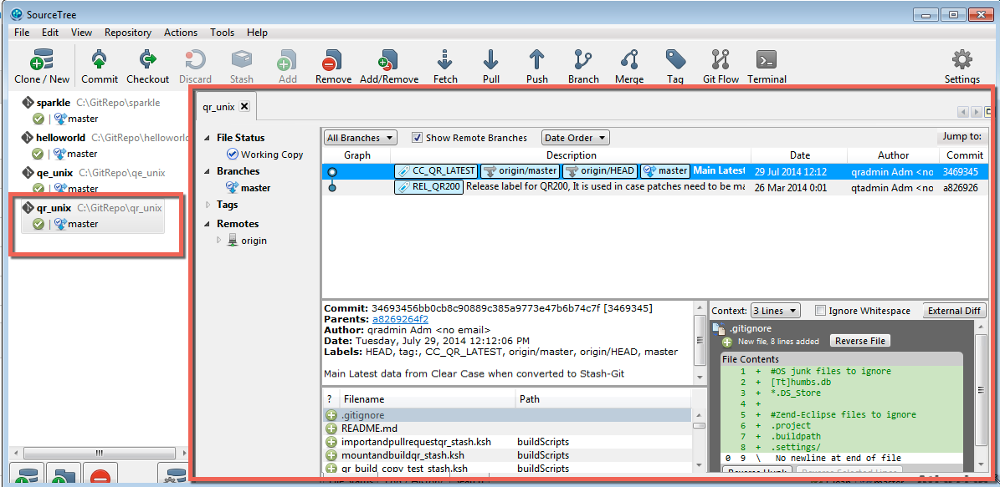 SourceTree
File Edit View Repository Actions Tools Help
Clone / New Commit Checkout Discard Stash Add Remove Add/Remove Fetch Pull Push Branch Merge Tag Git Flow Terminal Settings
sparkle C:\GitRepo\sparkle
master
helloworld C:\GitRepo\helloworld
master
qe_unix C:\GitRepo\qe_unix
master
qr_unix C:\GitRepo\qr_unix
master
qr_unix
File Status
Working Copy
Branches
master
Tags
Remotes
origin
All Branches Show Remote Branches Date Order Jump to:
Graph Description Date Author Commit
CC_QR_LATEST origin/master origin/HEAD master Main Latest 29 Jul 2014 12:12 qradmin Adm <no 3469345
REL_QR200 Release label for QR200, It is used in case patches need to be ma 26 Mar 2014 0:01 qtadmin Adm <no a826926
Commit: 34693456bb0cb8c90889c385a9773e47b6b74c7f [3469345]
Parents: a8269264f2
Author: qradmin Adm <no email>
Date: Tuesday, July 29, 2014 12:12:06 PM
Labels: HEAD, tag:, CC_QR_LATEST, origin/master, origin/HEAD, master
Main Latest data from Clear Case when converted to Stash-Git
? Filename Path
.gitignore
README.md
importandpullrequestqr_stash.ksh buildScripts
mountandbuildqr_stash.ksh buildScripts
qr_build_copy_test_stash.ksh buildScripts
Context: 3 Lines Ignore Whitespace External Diff
.gitignore
New file, 8 lines added Reverse File
File Contents
1 + #OS junk files to ignore
2 + [Tt]humbs.db
3 + *.DS_Store
4 +
5 + #Zend-Eclipse files to ignore
6 + .project
7 + .buildpath
8 + .settings/
0 9 \ No newline at end of file
Reverse Hunk Reverse Selected Lines